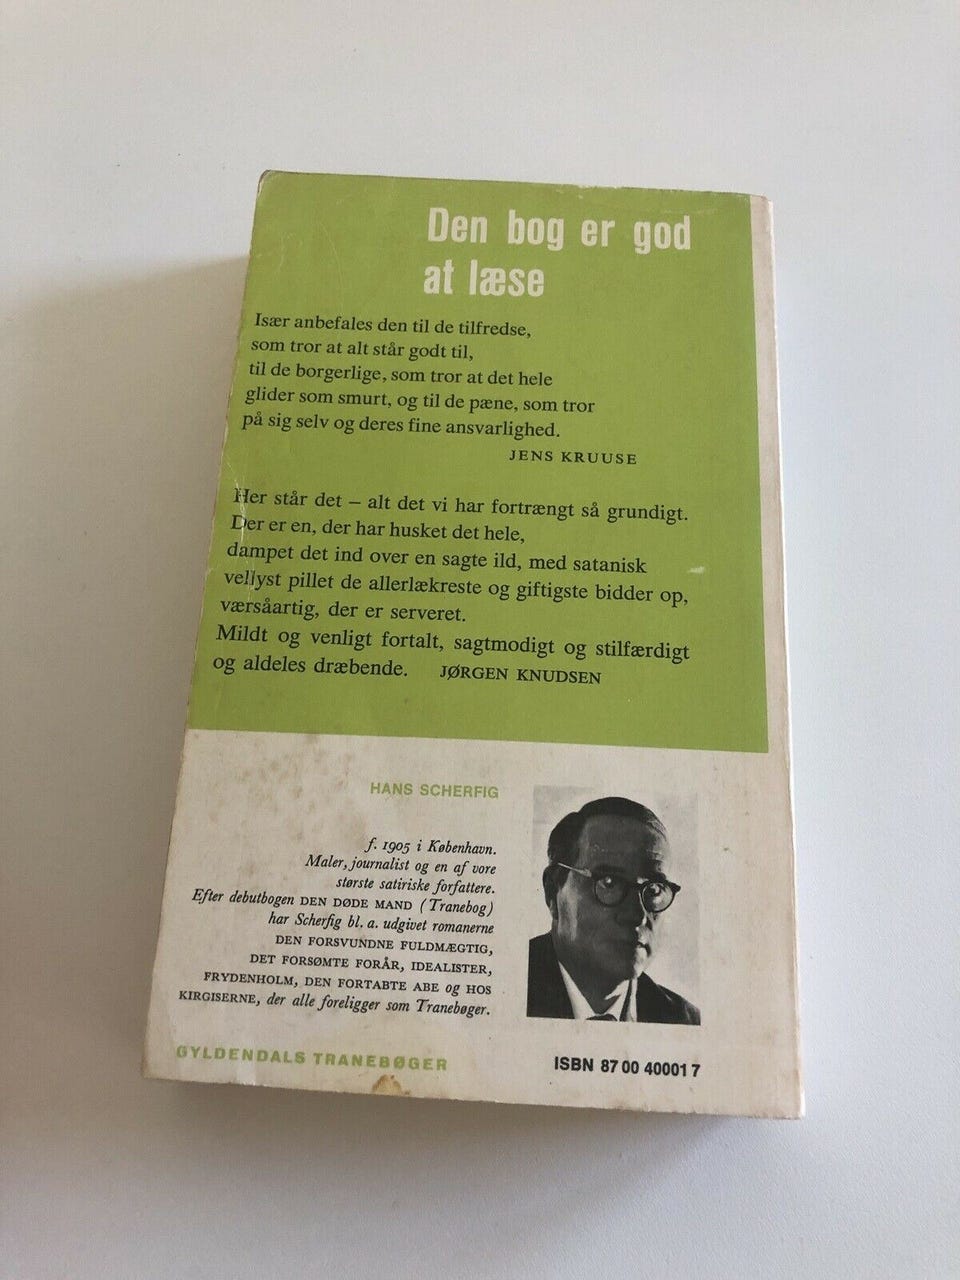 Den bog er god
at læse
Især anbefales den til de tilfredse,
som tror at alt står godt til,
til de borgerlige, som tror at det hele
glider som smurt, og til de pæne, som tror
på sig selv og deres fine ansvarlighed.
JENS KRUUSE
Her står det – alt det vi har fortrængt så grundigt.
Der er en, der har husket det hele,
dampet det ind over en sagte ild, med satanisk
vellyst pillet de allerlækreste og giftigste bidder op,
værsåartig, der er serveret.
Mildt og venligt fortalt, sagtmodigt og stilfærdigt
og aldeles dræbende. JØRGEN KNUDSEN
HANS SCHERFIG
f. 1905 i København.
Maler, journalist og en af vore
største satiriske forfattere.
Efter debutbogen DEN DØDE MAND (Tranebog)
har Scherfig bl. a. udgivet romanerne
DEN FORSVUNDNE FULDMÆGTIG,
DET FORSØMTE FORÅR, IDEALISTER,
FRYDENHOLM, DEN FORTABTE ABE og HOS
KIRGISERNE, der alle foreligger som Tranebøger.
GYLDENDALS TRANEBØGER
ISBN 87 00 40001 7